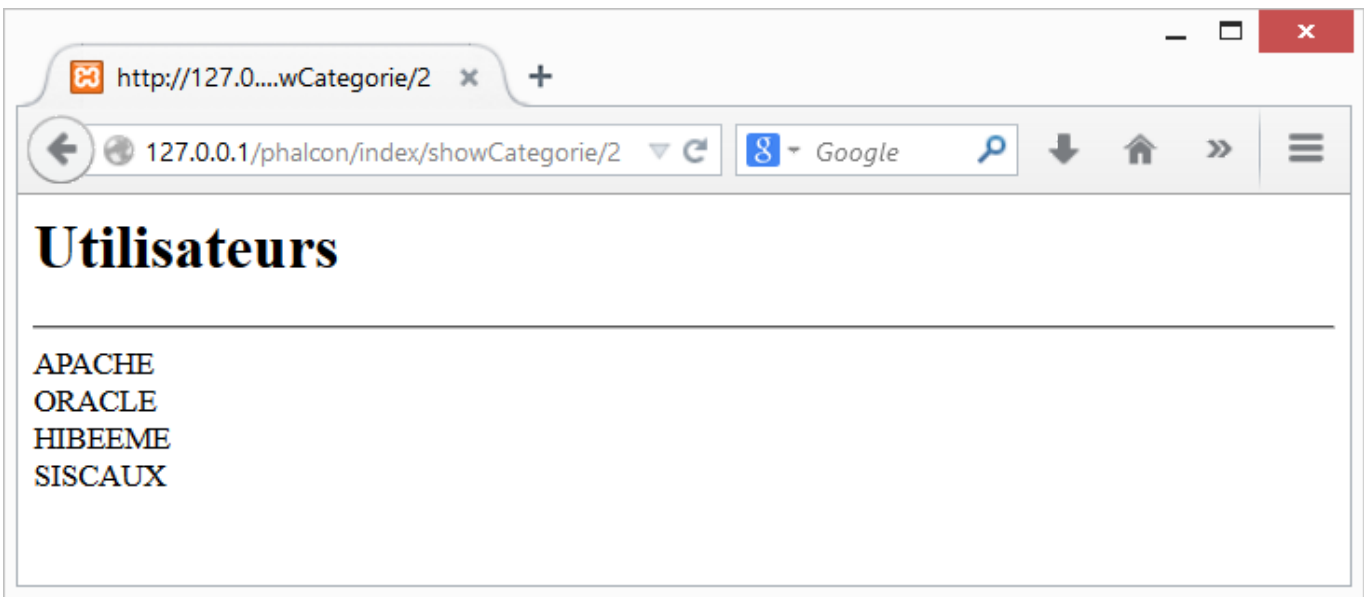 http://127.0....wCategorie/2
127.0.0.1/phalcon/index/showCategorie/2
8 Google
Utilisateurs
APACHE
ORACLE
HIBEEME
SISCAUX